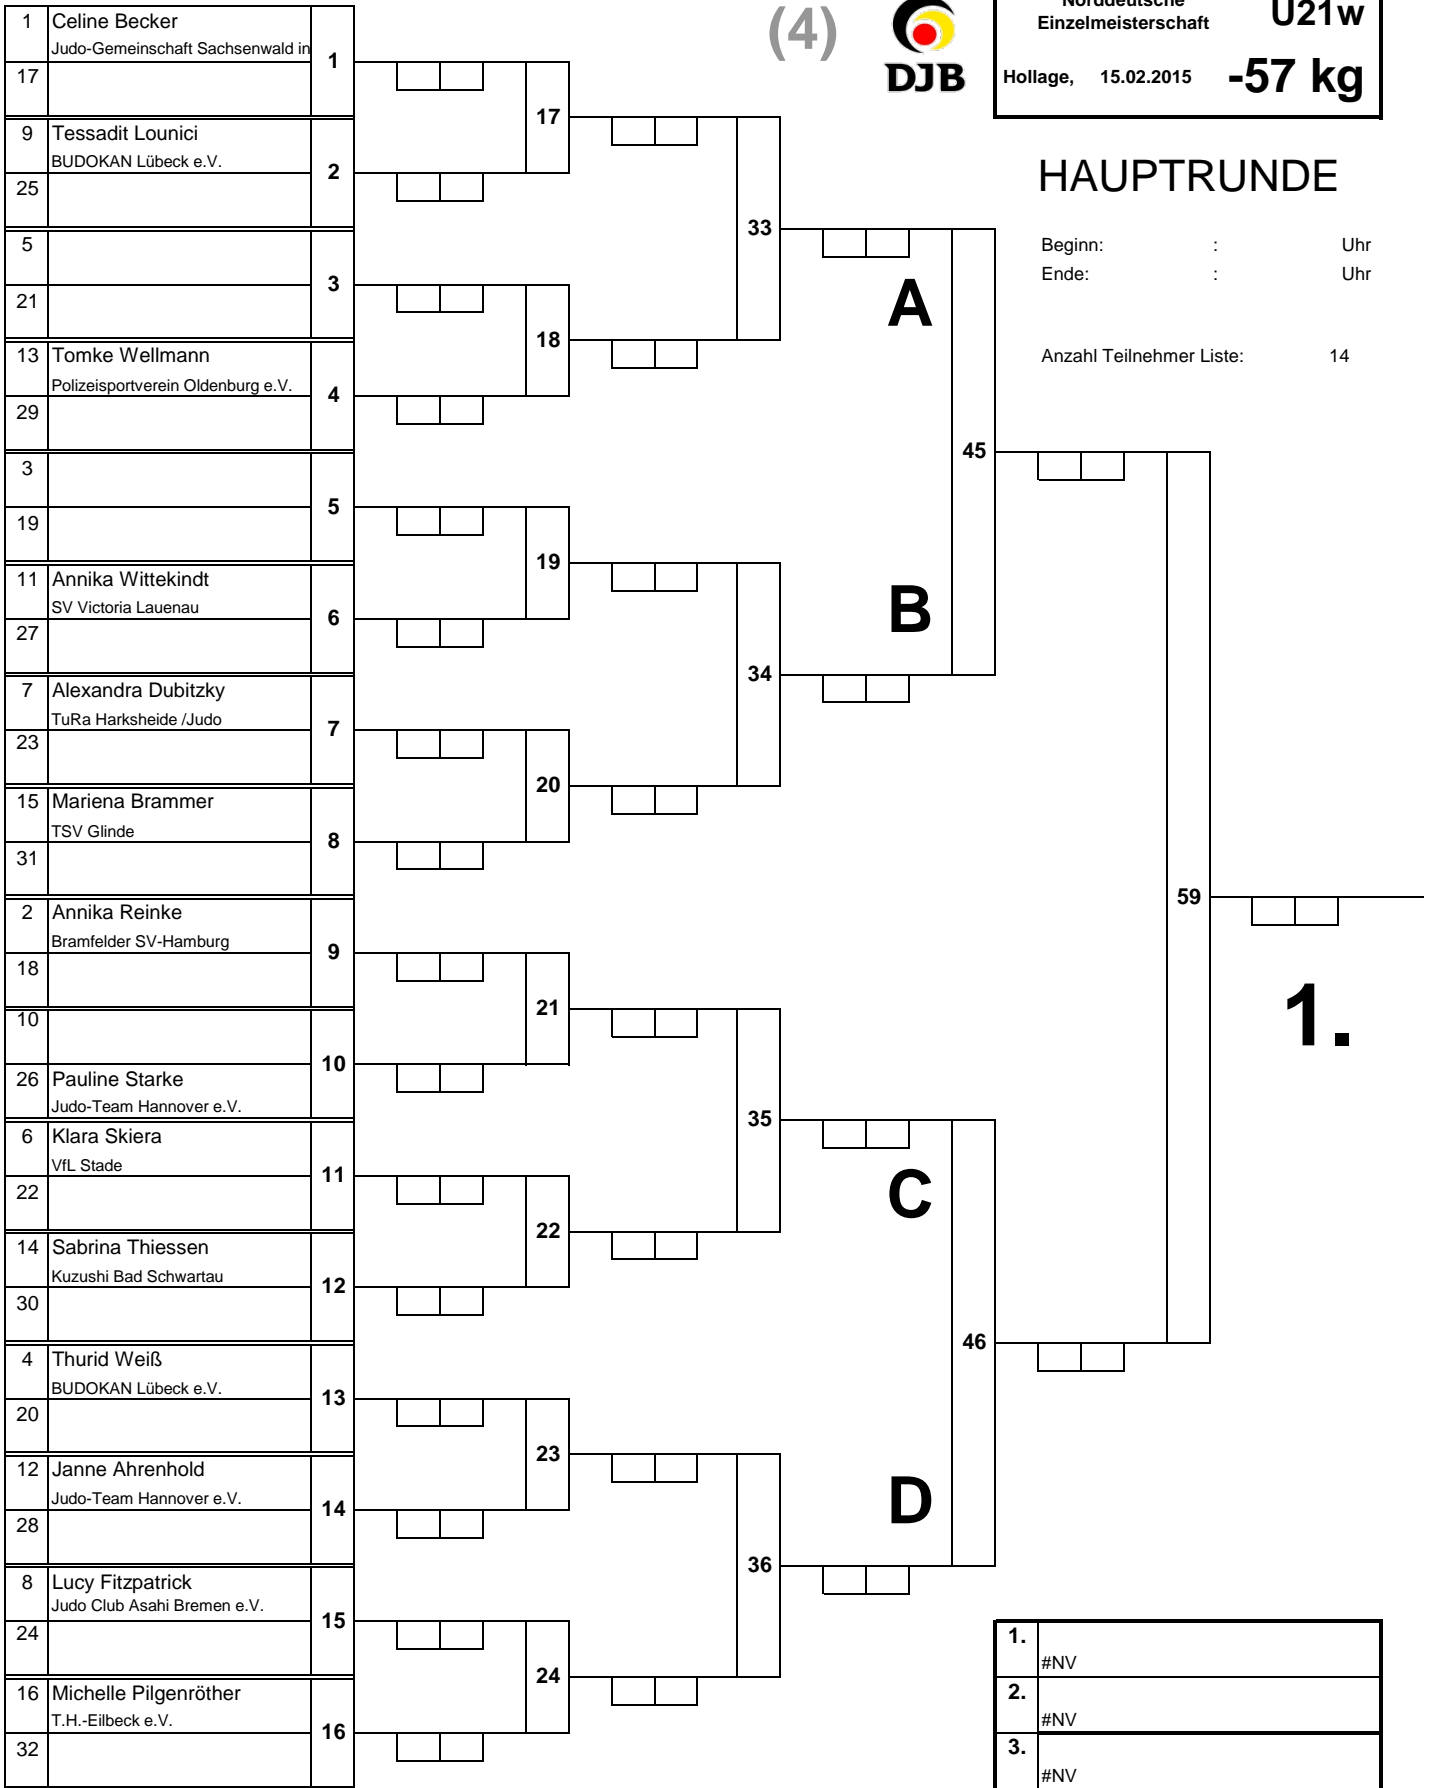 (4)
DJB
Norddeutsche
Einzelmeisterschaft
U21w
Hollage, 15.02.2015 -57 kg
HAUPTRUNDE
Beginn: : Uhr
Ende: : Uhr
Anzahl Teilnehmer Liste: 14
1 Celine Becker
Judo-Gemeinschaft Sachsenwald in
1
17
9 Tessadit Lounici
BUDOKAN Lübeck e.V.
2
25
5
3
21
13 Tomke Wellmann
Polizeisportverein Oldenburg e.V.
4
29
3
5
19
11 Annika Wittekindt
SV Victoria Lauenau
6
27
7 Alexandra Dubitzky
TuRa Harksheide /Judo
7
23
15 Mariena Brammer
TSV Glinde
8
31
2 Annika Reinke
Bramfelder SV-Hamburg
9
18
10
10
26 Pauline Starke
Judo-Team Hannover e.V.
6 Klara Skiera
VfL Stade
11
22
14 Sabrina Thiessen
Kuzushi Bad Schwartau
12
30
4 Thurid Weiß
BUDOKAN Lübeck e.V.
13
20
12 Janne Ahrenhold
Judo-Team Hannover e.V.
14
28
8 Lucy Fitzpatrick
Judo Club Asahi Bremen e.V.
15
24
16 Michelle Pilgenröther
T.H.-Eilbeck e.V.
16
32
17
18
19
20
21
22
23
24
33
34
35
36
A
B
C
D
45
46
59
1.
1.
#NV
2.
#NV
3.
#NV